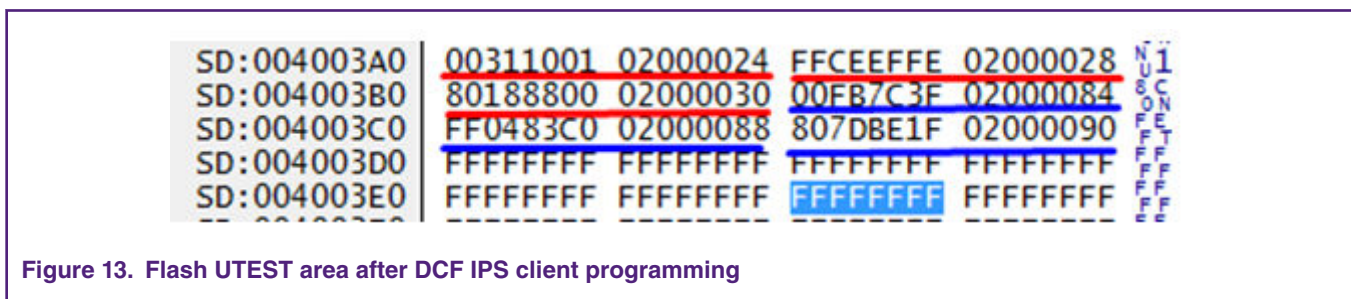 SD:004003A0 00311001 02000024 FFCEEFFE 02000028
SD:004003B0 80188800 02000030 00FB7C3F 02000084
SD:004003C0 FF0483C0 02000088 807DBE1F 02000090
SD:004003D0 FFFFFFFF FFFFFFFF FFFFFFFF FFFFFFFF
SD:004003E0 FFFFFFFF FFFFFFFF FFFFFFFF FFFFFFFF
Figure 13. Flash UTEST area after DCF IPS client programming